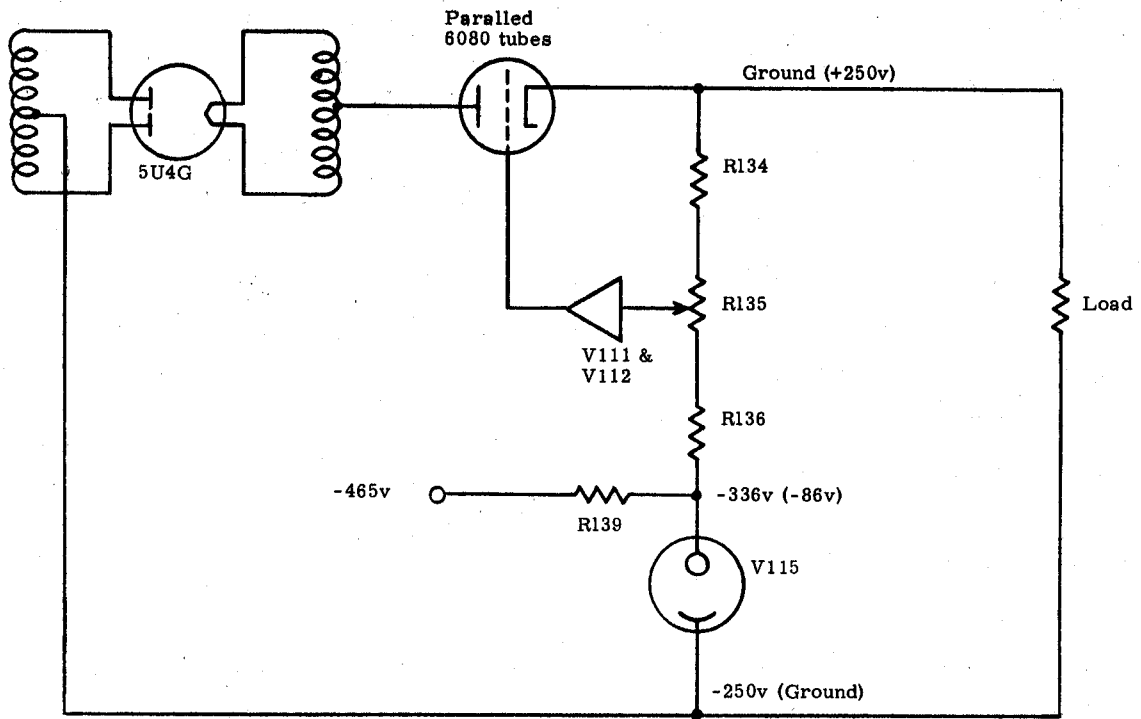 Paralled
6080 tubes
Ground (+250v)
5U4G
R134
R135
Load
V111 &
V112
R136
-465v
-336v (-86v)
R139
V115
-250v (Ground)